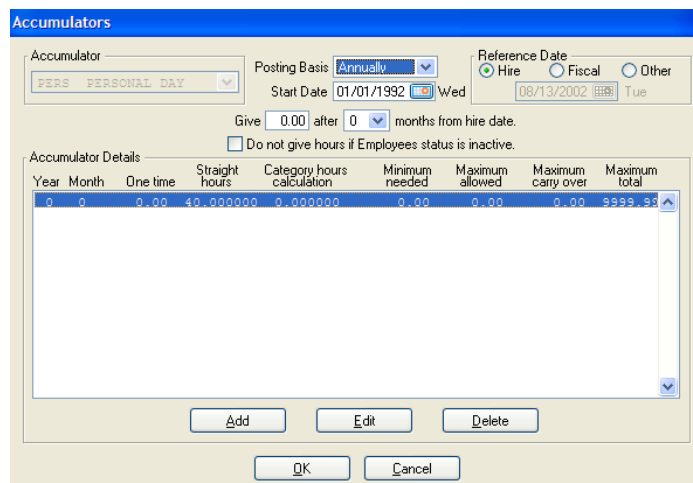 Accumulators
Accumulator
PERS PERSONAL DAY
Posting Basis Annually
Start Date 01/01/1992 Wed
Reference Date
Hire Fiscal Other
08/13/2002 Tue
Give 0.00 after 0 months from hire date.
Do not give hours if Employees status is inactive.
Accumulator Details
Year Month One time Straight hours Category hours calculation Minimum needed Maximum allowed Maximum carry over Maximum total
0 0 0.00 40.000000 0.000000 0.00 0.00 0.00 9999.99
Add Edit Delete
OK Cancel